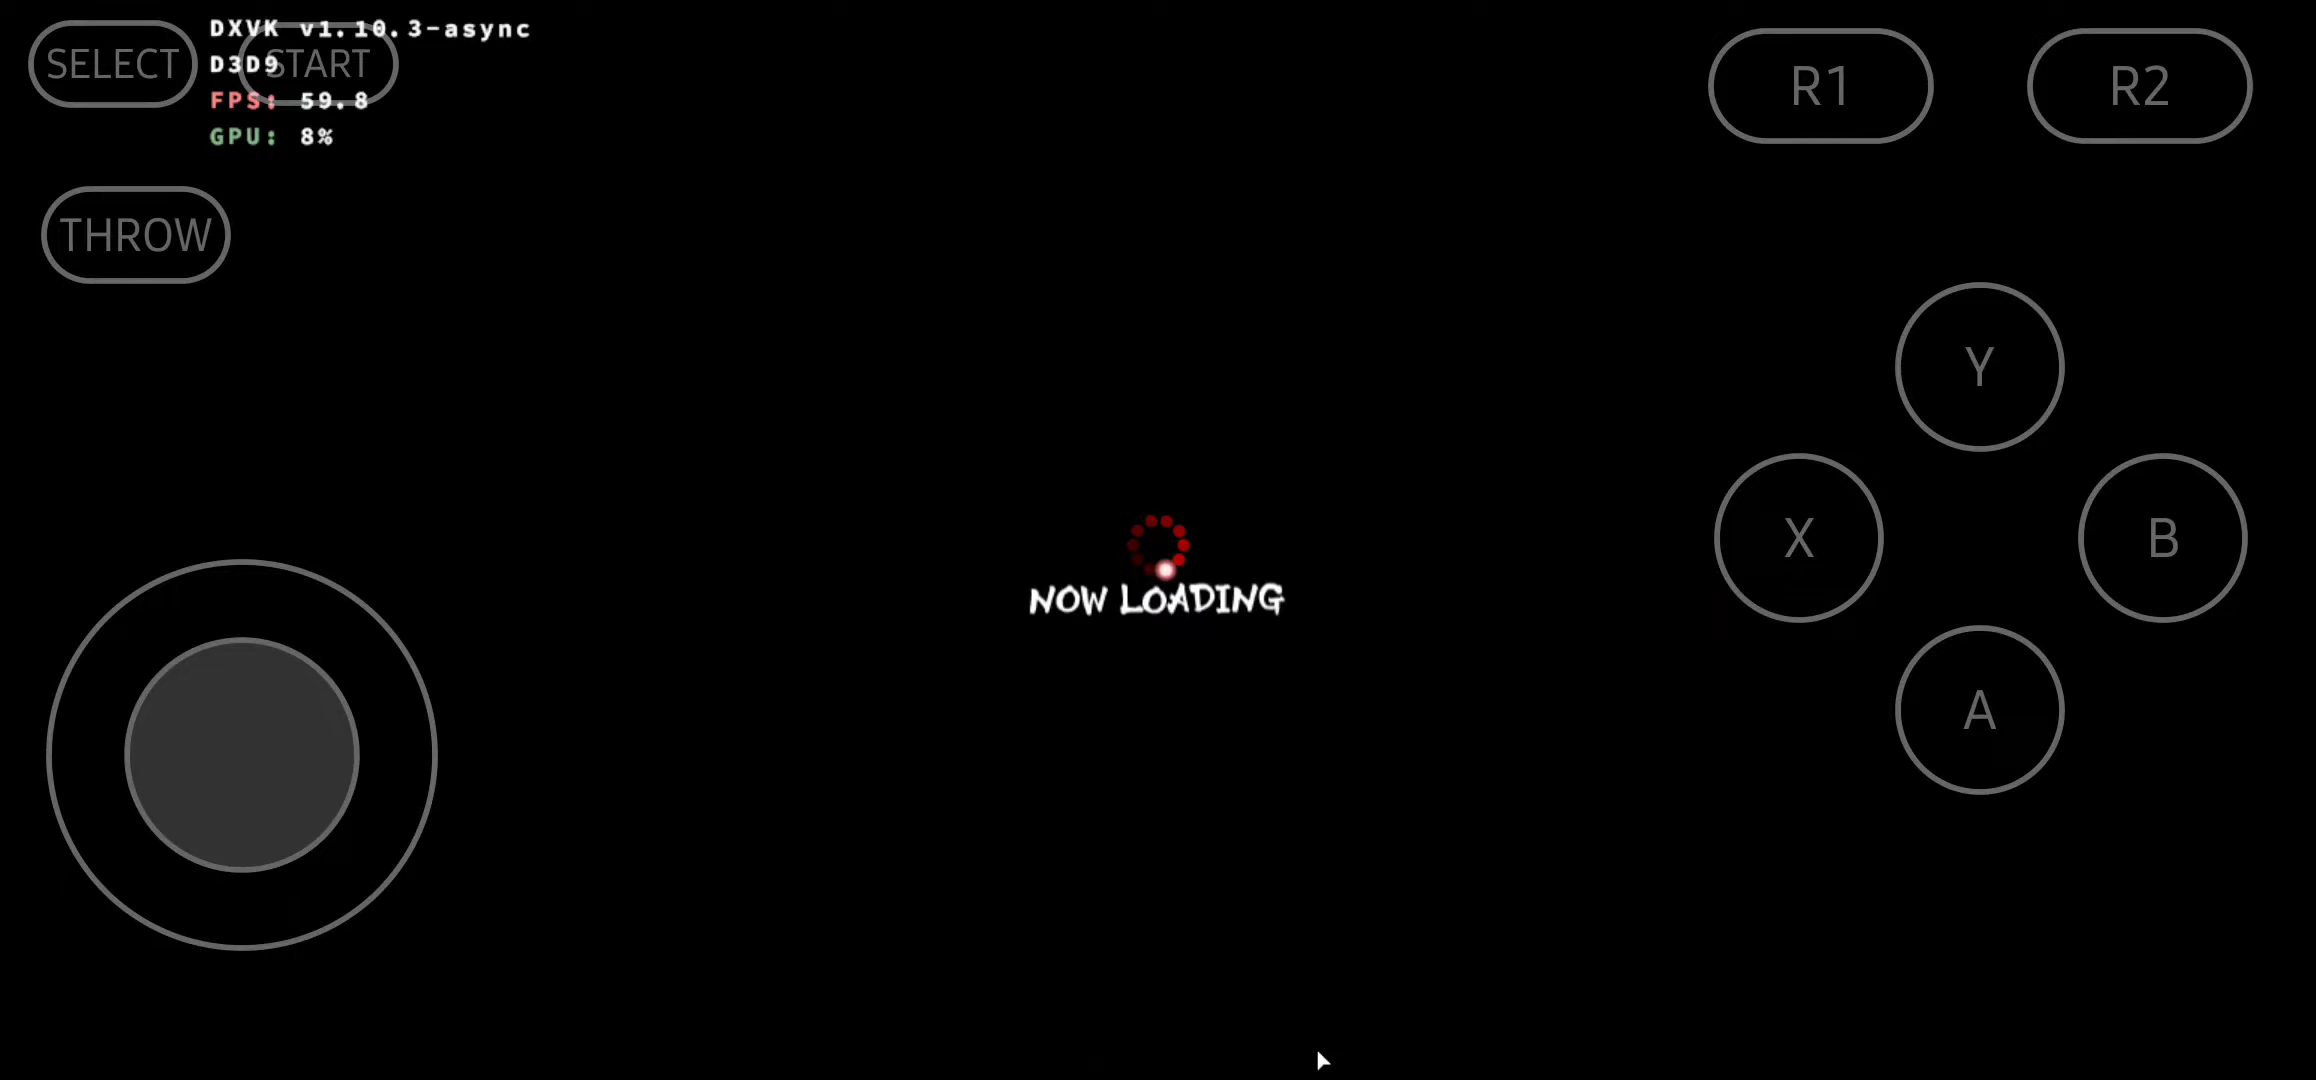 DXVK v1.10.3-async
SELECT
START
D3D9
FPS: 59.8
GPU: 8%
THROW
R1
R2
Y
X
B
A
NOW LOADING